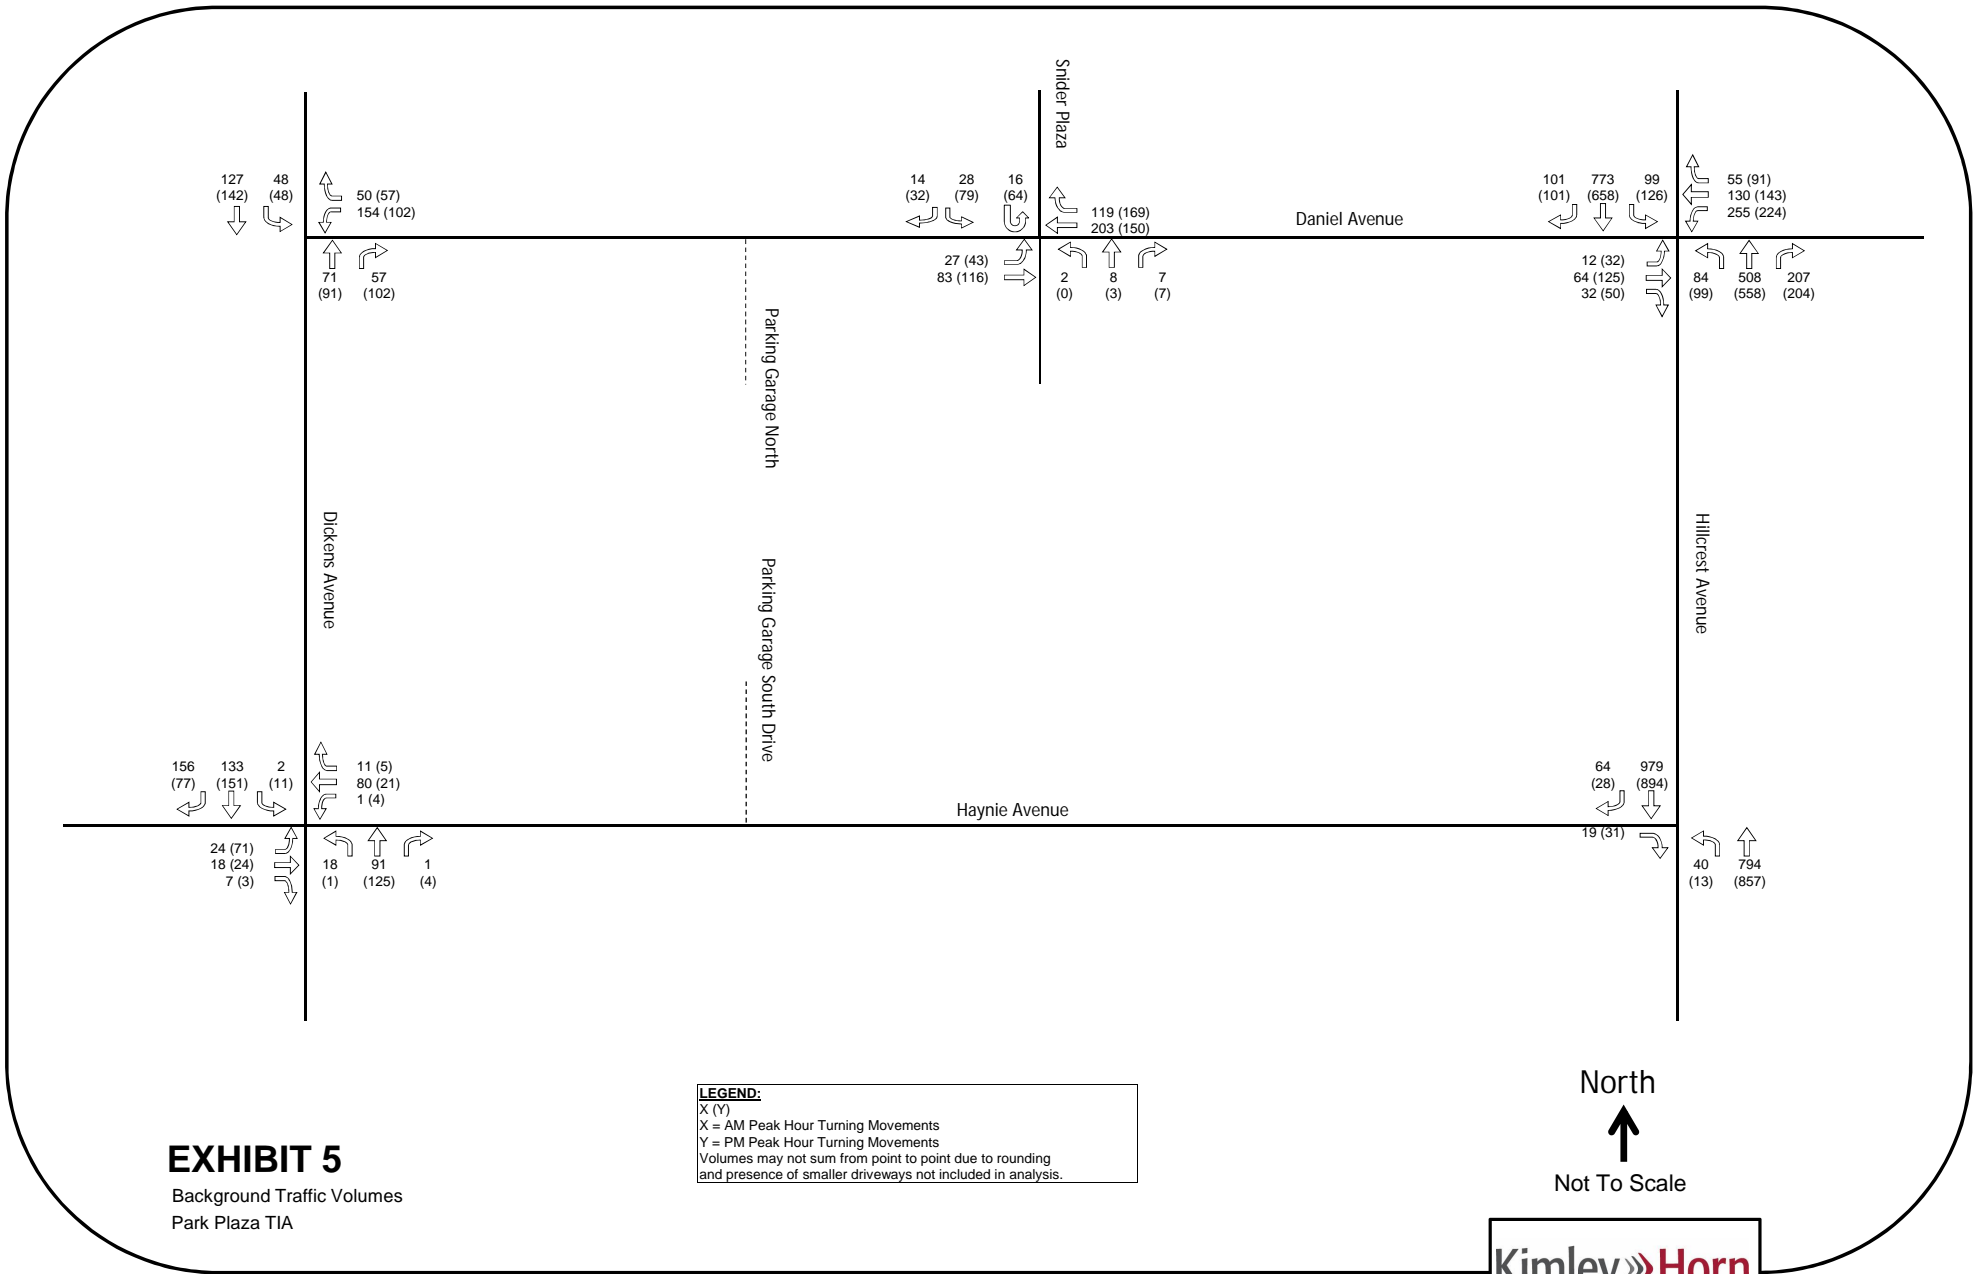 Snider Plaza
127 48
(142) (48)
50 (57)
154 (102)
14 28 16
(32) (79) (64)
119 (169)
203 (150)
Daniel Avenue
101 773 99
(101) (658) (126)
55 (91)
130 (143)
255 (224)
71 57
(91) (102)
27 (43)
83 (116)
2 8 7
(0) (3) (7)
12 (32)
64 (125)
32 (50)
84 508 207
(99) (558) (204)
Parking Garage North
Dickens Avenue
Parking Garage South Drive
Hillcrest Avenue
156 133 2
(77) (151) (11)
11 (5)
80 (21)
1 (4)
Haynie Avenue
64 979
(28) (894)
24 (71)
18 (24)
7 (3)
18 91 1
(1) (125) (4)
19 (31)
40 794
(13) (857)
LEGEND:
X (Y)
X = AM Peak Hour Turning Movements
Y = PM Peak Hour Turning Movements
Volumes may not sum from point to point due to rounding
and presence of smaller driveways not included in analysis.
North
Not To Scale
EXHIBIT 5
Background Traffic Volumes
Park Plaza TIA
Kimley»Horn